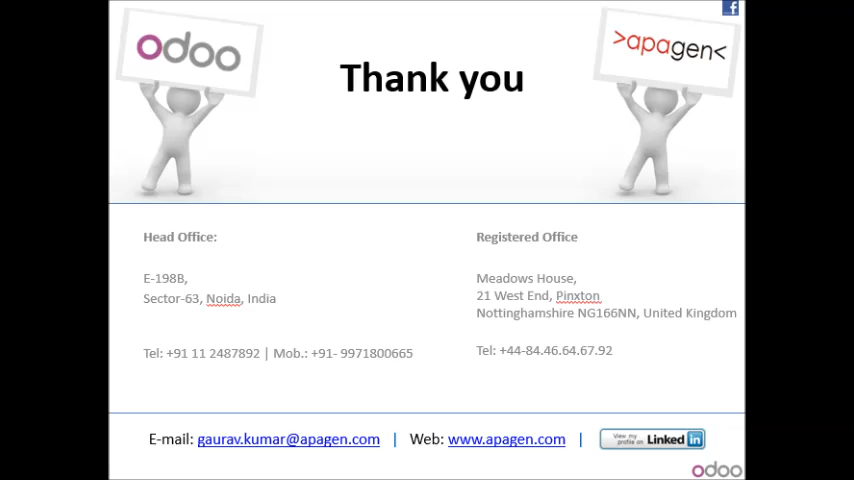 odoo
>apagen<
Thank you
Head Office:
E-198B,
Sector-63, Noida, India
Tel: +91 11 2487892 | Mob.: +91- 9971800665
Registered Office
Meadows House,
21 West End, Pinxton
Nottinghamshire NG166NN, United Kingdom
Tel: +44-84.46.64.67.92
E-mail: gaurav.kumar@apagen.com | Web: www.apagen.com |
View my
profile on Linked in
odoo